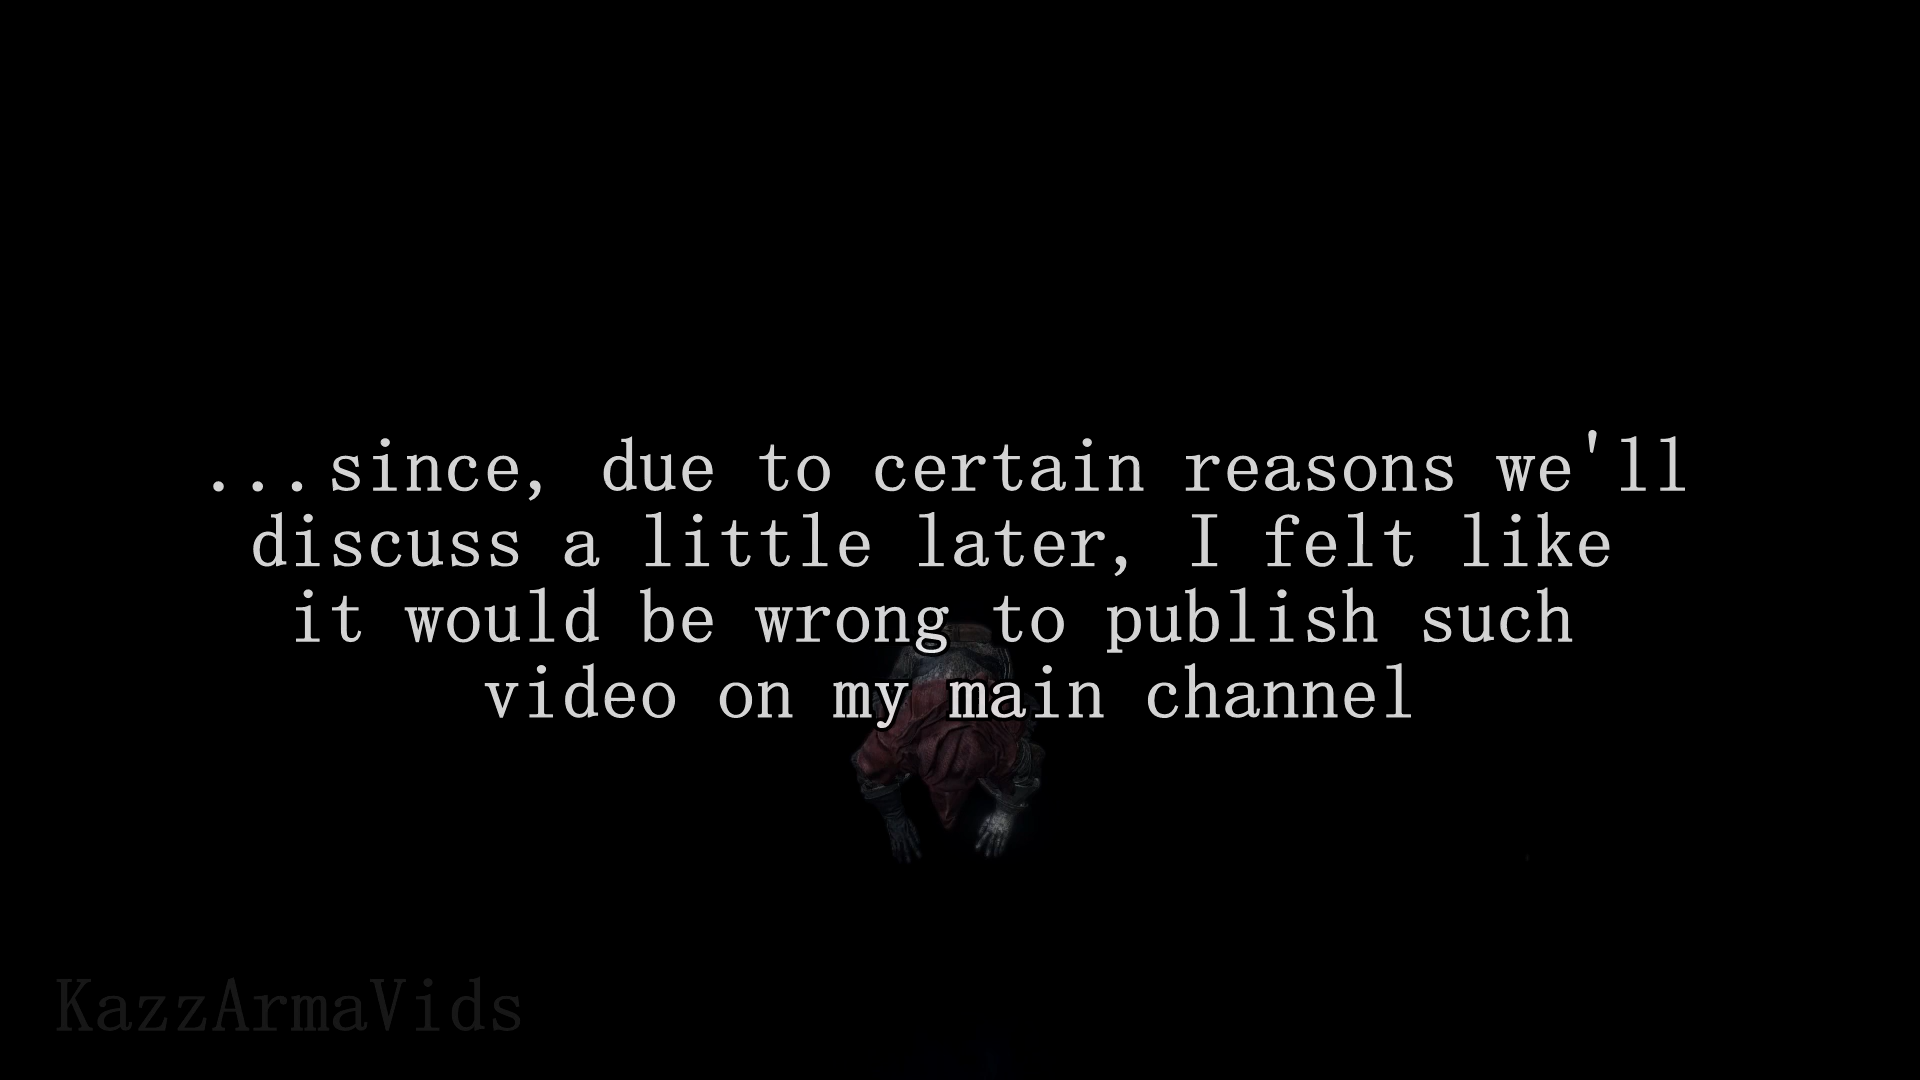 ...since, due to certain reasons we'll
discuss a little later, I felt like
it would be wrong to publish such
video on my main channel
KazzArmaVids